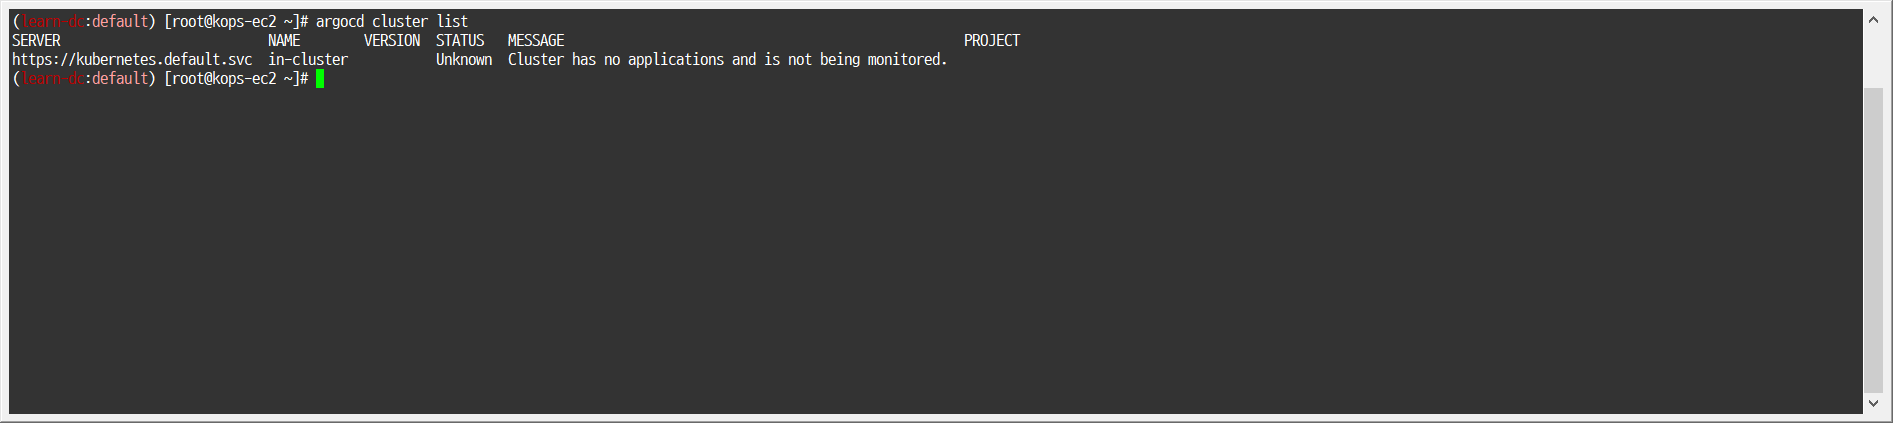 (learn-dc:default) [root@kops-ec2 ~]# argocd cluster list
SERVER                          NAME        VERSION  STATUS   MESSAGE                                                  PROJECT
https://kubernetes.default.svc  in-cluster           Unknown  Cluster has no applications and is not being monitored.
(learn-dc:default) [root@kops-ec2 ~]#